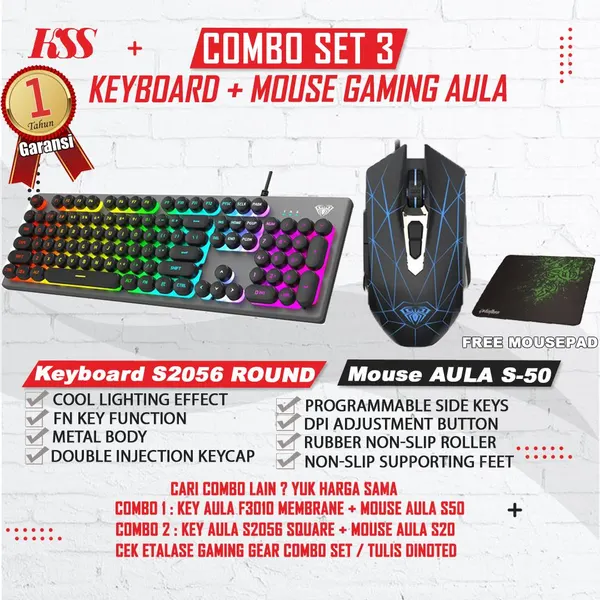 KSS
COMBO SET 3
KEYBOARD + MOUSE GAMING AULA
1
Tahun
Garansi
FREE MOUSEPAD
Keyboard S2056 ROUND
COOL LIGHTING EFFECT
FN KEY FUNCTION
METAL BODY
DOUBLE INJECTION KEYCAP
Mouse AULA S-50
PROGRAMMABLE SIDE KEYS
DPI ADJUSTMENT BUTTON
RUBBER NON-SLIP ROLLER
NON-SLIP SUPPORTING FEET
CARI COMBO LAIN ? YUK HARGA SAMA
COMBO 1 : KEY AULA F3010 MEMBRANE + MOUSE AULA S50
COMBO 2 : KEY AULA S2056 SQUARE + MOUSE AULA S20
CEK ETALASE GAMING GEAR COMBO SET / TULIS DINOTED